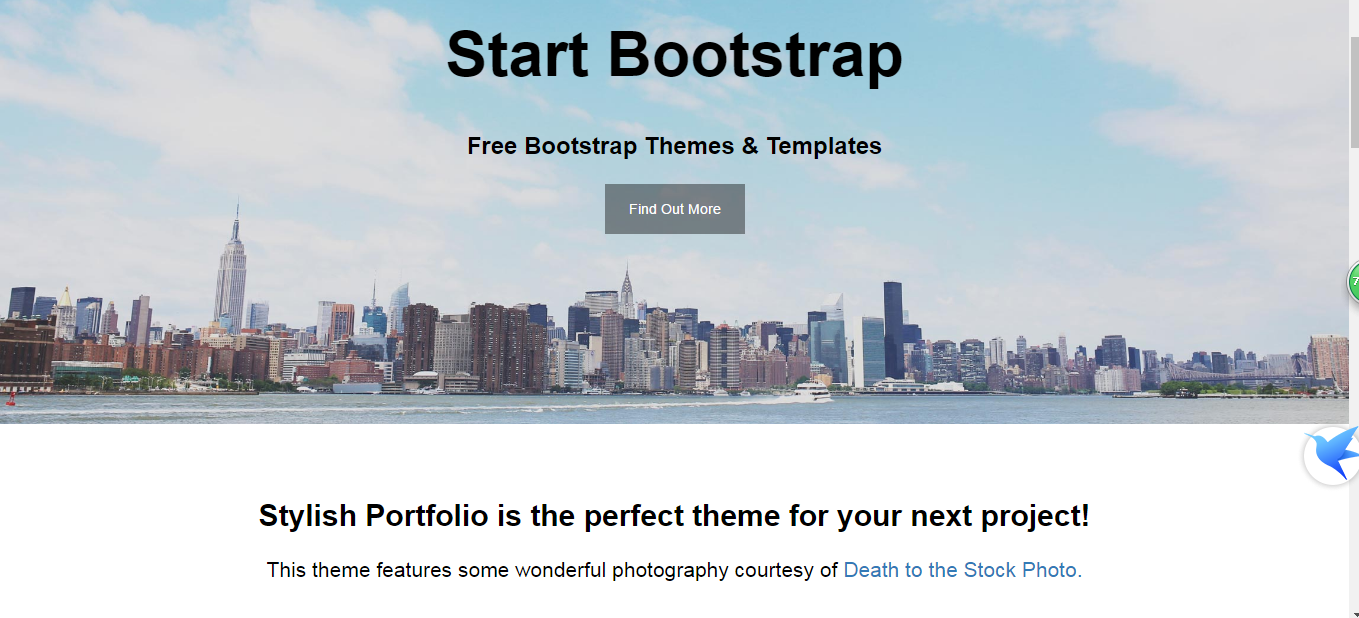 Start Bootstrap
Free Bootstrap Themes & Templates
Find Out More
Stylish Portfolio is the perfect theme for your next project!
This theme features some wonderful photography courtesy of Death to the Stock Photo.